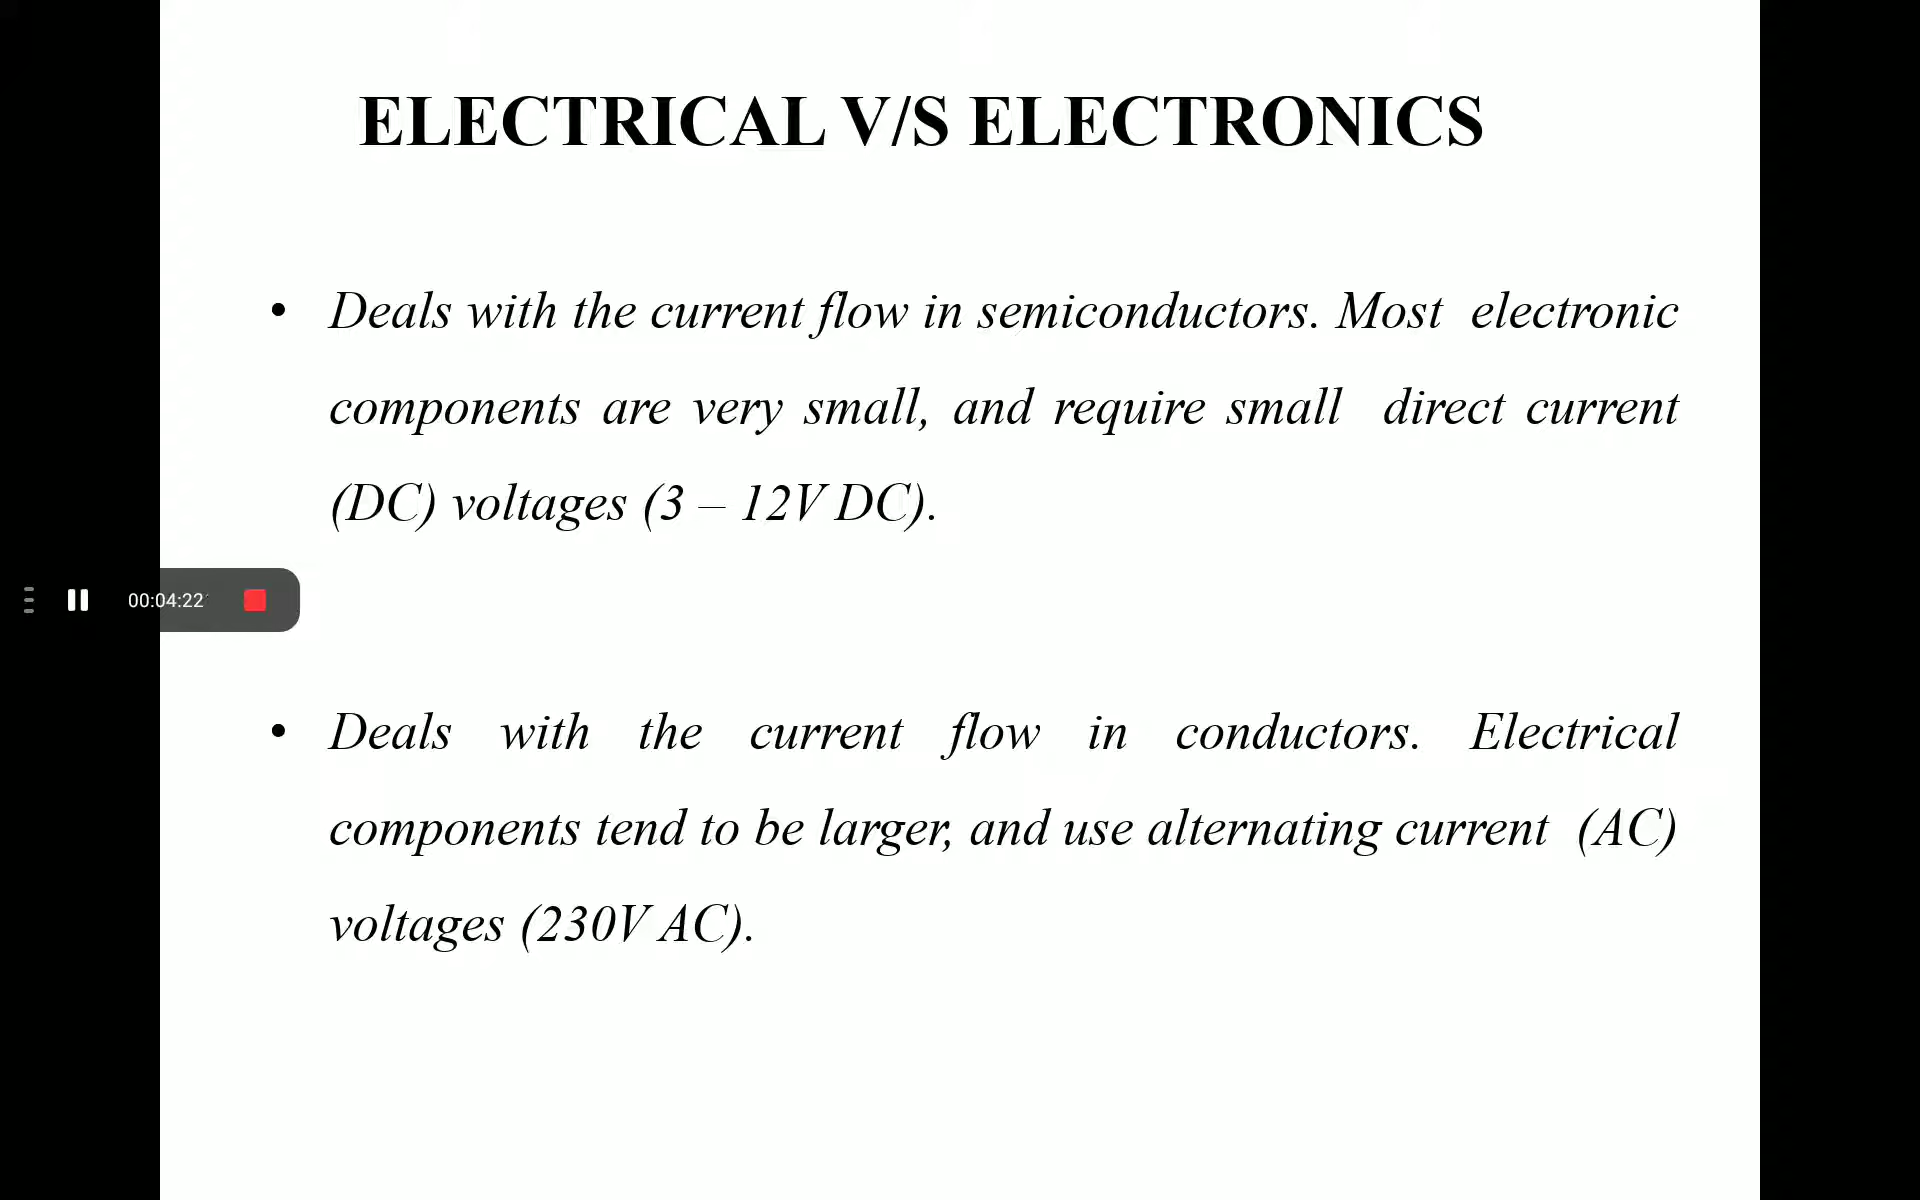 ELECTRICAL V/S ELECTRONICS
• Deals with the current flow in semiconductors. Most electronic
components are very small, and require small direct current
(DC) voltages (3 – 12V DC).
00:04:22
• Deals with the current flow in conductors. Electrical
components tend to be larger, and use alternating current (AC)
voltages (230V AC).